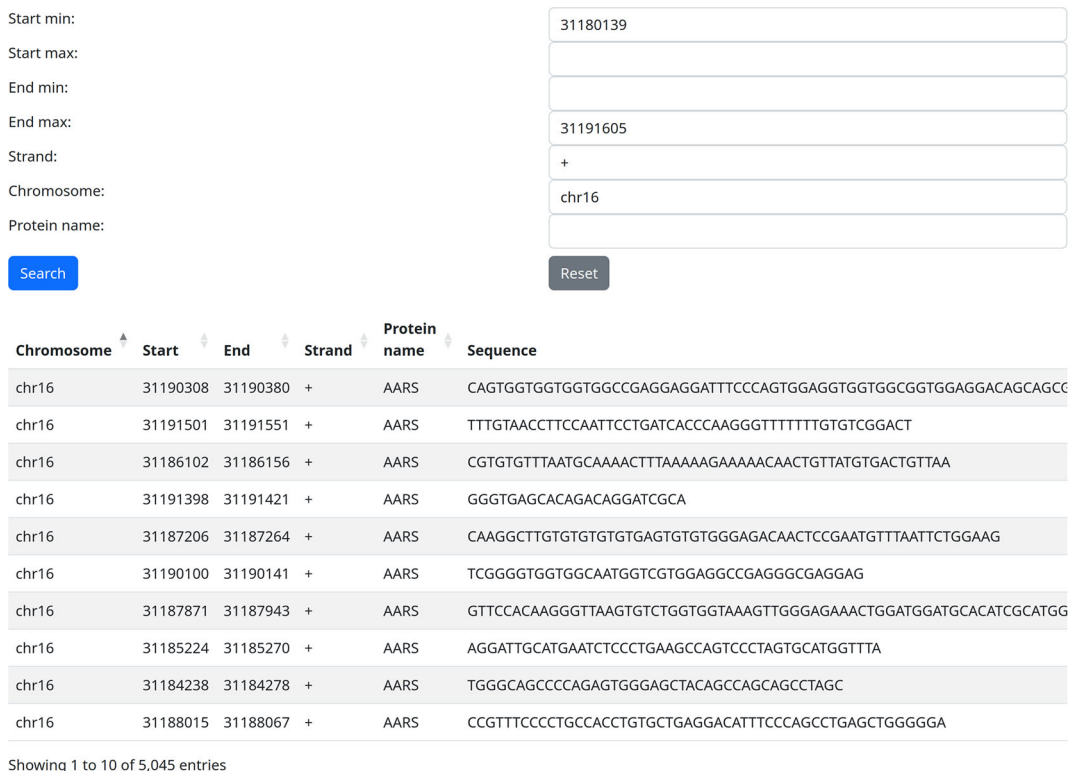 Start min:
31180139
Start max:
End min:
End max:
31191605
Strand:
+
Chromosome:
chr16
Protein name:
Search
Reset
Chromosome Start End Strand Protein name Sequence
chr16 31190308 31190380 + AARS CAGTGGTGGTGGTGGCCGAGGAGGATTTCCCAGTGGAGGTGGTGGCGGTGGAGGACAGCAGCG
chr16 31191501 31191551 + AARS TTTGTAACCTTCCAATTCCTGATCACCCAAGGGTTTTTTTGTGTCGGACT
chr16 31186102 31186156 + AARS CGTGTGTTTAATGCAAAACTTTAAAAAGAAAAACAACTGTTATGTGACTGTTAA
chr16 31191398 31191421 + AARS GGGTGAGCACAGACAGGATCGCA
chr16 31187206 31187264 + AARS CAAGGCTTGTGTGTGTGTGAGTGTGTGGGAGACAACTCCGAATGTTTAATTCTGGAAG
chr16 31190100 31190141 + AARS TCGGGGTGGTGGCAATGGTCGTGGAGGCCGAGGGCGAGGAG
chr16 31187871 31187943 + AARS GTTCCACAAGGGTTAAGTGTCTGGTGGTAAAGTTGGGAGAAACTGGATGGATGCACATCGCATGG
chr16 31185224 31185270 + AARS AGGATTGCATGAATCTCCCTGAAGCCAGTCCCTAGTGCATGGTTTA
chr16 31184238 31184278 + AARS TGGGCAGCCCCAGAGTGGGAGCTACAGCCAGCAGCCTAGC
chr16 31188015 31188067 + AARS CCGTTTCCCCTGCCACCTGTGCTGAGGACATTTCCCAGCCTGAGCTGGGGGA
Showing 1 to 10 of 5,045 entries